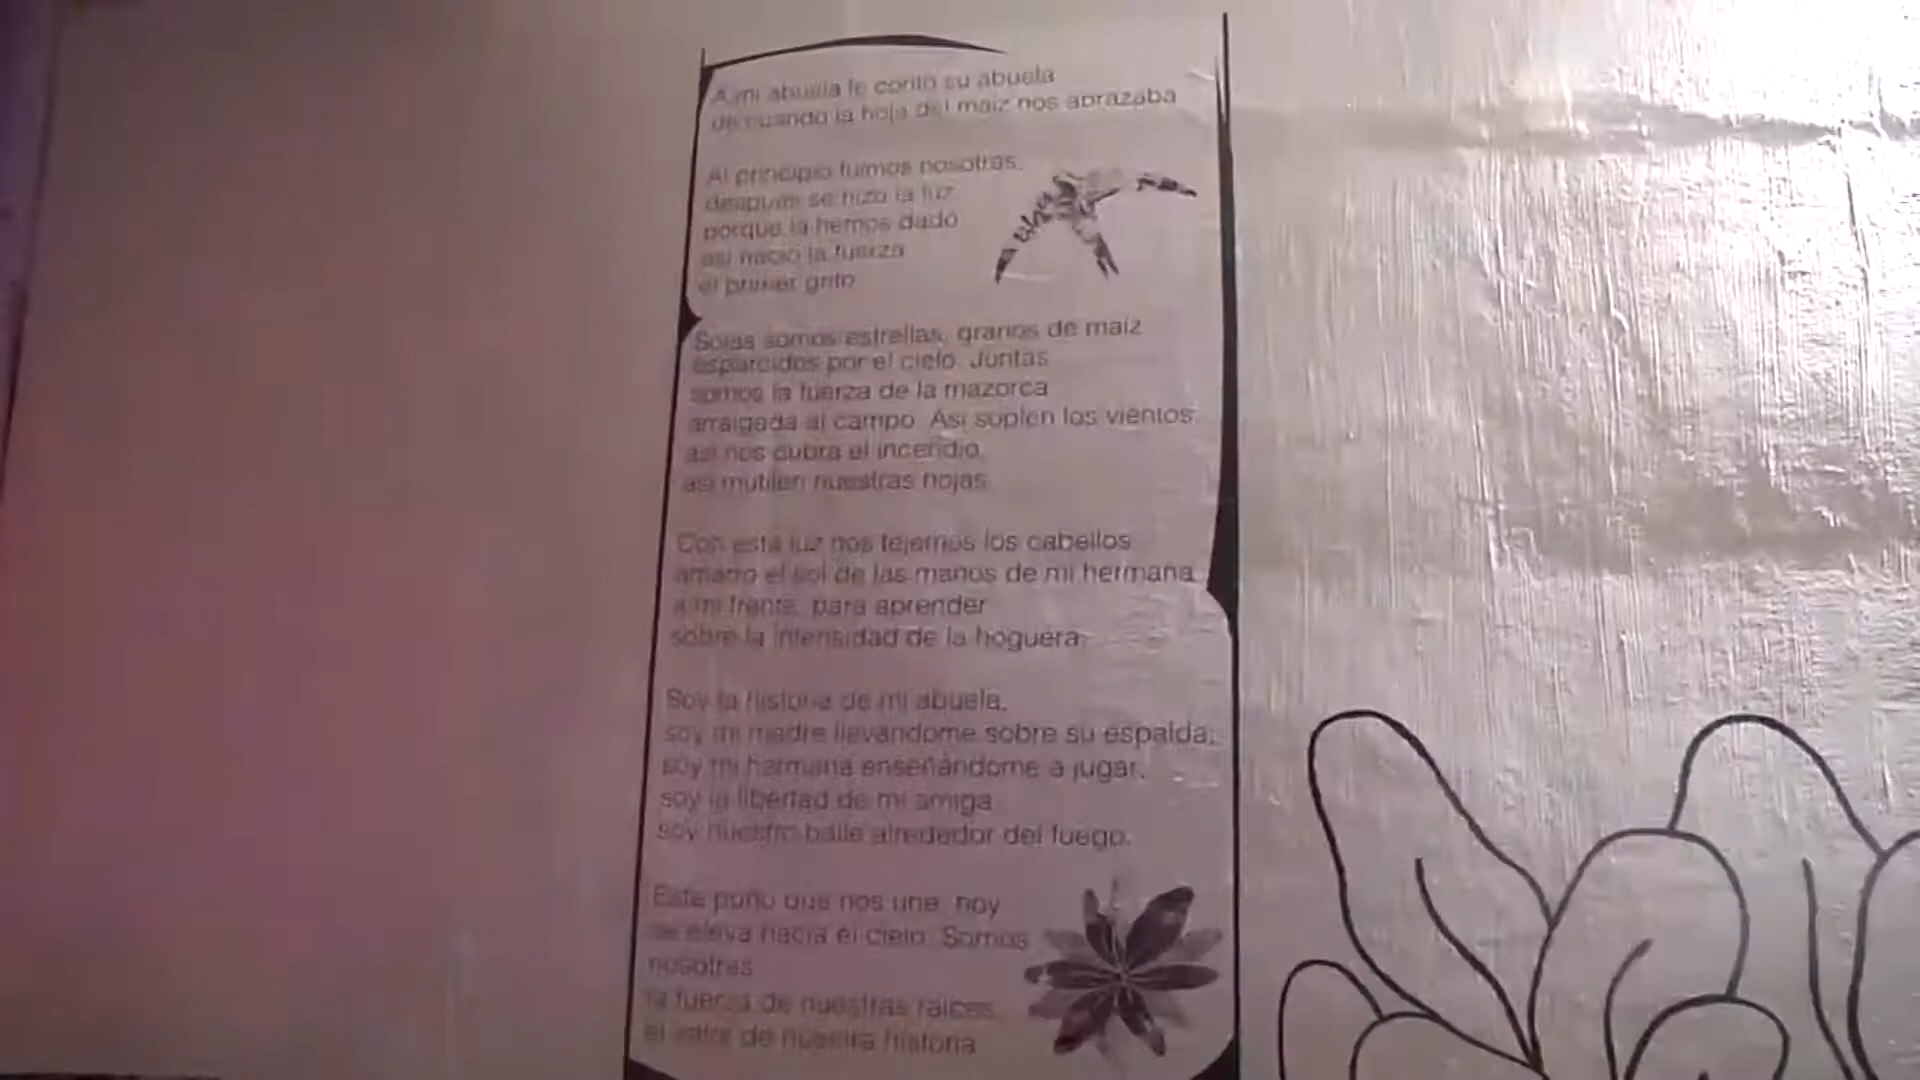 A mi abuela le contó su abuela
de cuando la hoja del maíz nos abrazaba
Al principio fuimos nosotras,
después se hizo la luz
porque la hemos dado
así nació la fuerza
el primer grito
Solas somos estrellas, granos de maíz
esparcidos por el cielo. Juntas
somos la fuerza de la mazorca
arraigada al campo. Así soplen los vientos
así nos cubra el incendio,
así mutilen nuestras hojas
Con esta luz nos tejemos los cabellos
amarro el sol de las manos de mi hermana
a mi frente, para aprender
sobre la intensidad de la hoguera.
Soy la historia de mi abuela,
soy mi madre llevándome sobre su espalda,
soy mi hermana enseñándome a jugar,
soy la libertad de mi amiga
soy nuestro baile alrededor del fuego.
Este puño que nos une, hoy
se eleva hacia el cielo. Somos
nosotras
la fuerza de nuestras raíces,
el valor de nuestra historia